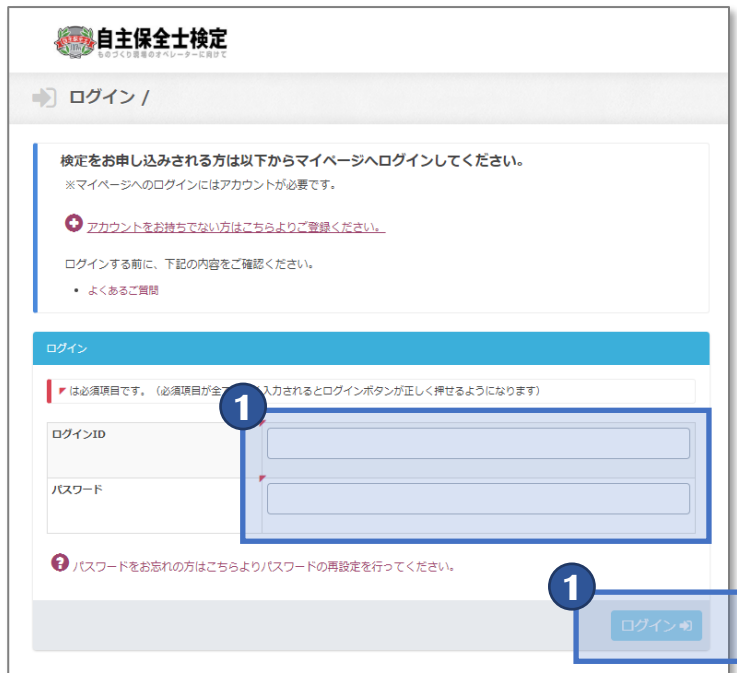 自主保全士検定
ものづくり現場のオペレーターに向けて
ログイン /
検定をお申し込みされる方は以下からマイページへログインしてください。
※マイページへのログインにはアカウントが必要です。
アカウントをお持ちでない方はこちらよりご登録ください。
ログインする前に、下記の内容をご確認ください。
• よくあるご質問
ログイン
は必須項目です。（必須項目が全て 入力されるとログインボタンが正しく押せるようになります）
1
ログインID
パスワード
? パスワードをお忘れの方はこちらよりパスワードの再設定を行ってください。
1
ログイン